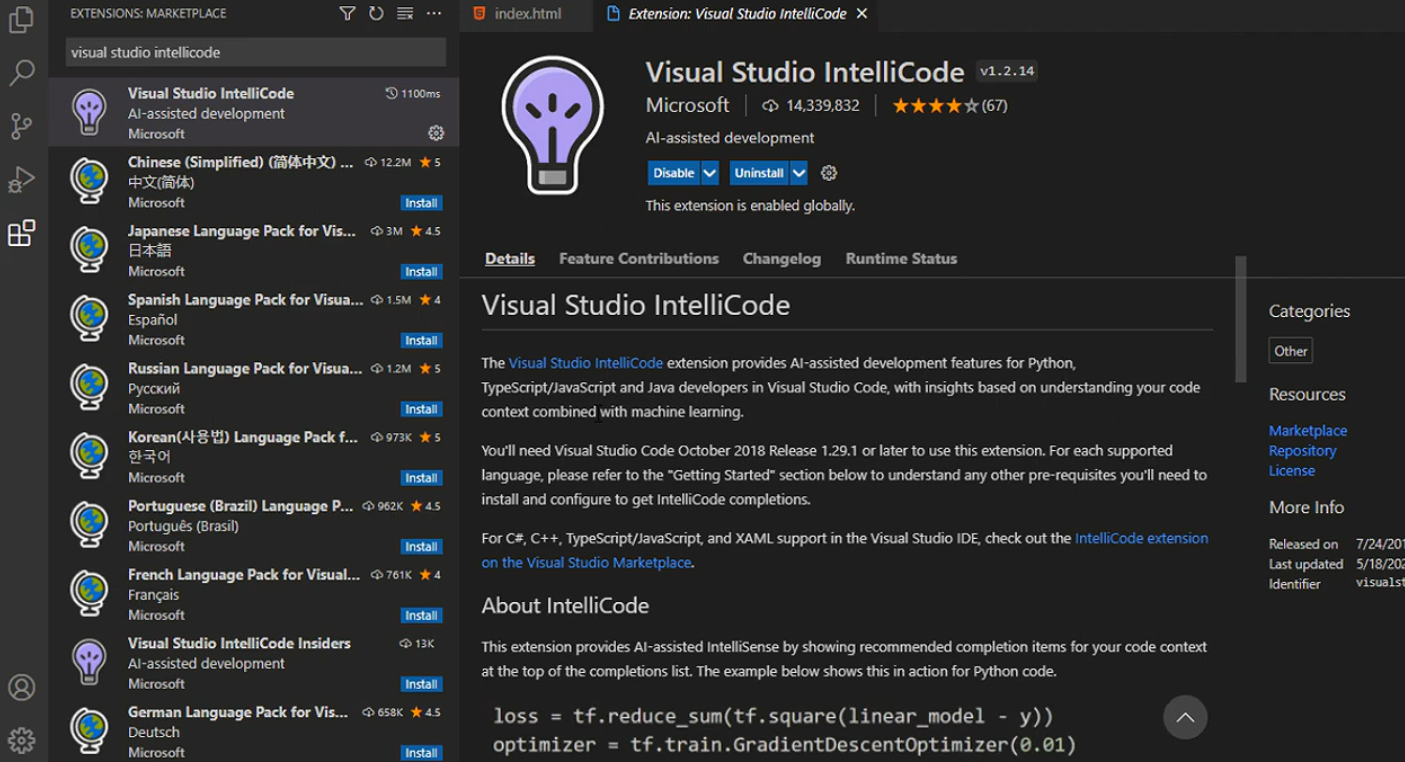 EXTENSIONS: MARKETPLACE
visual studio intellicode
Visual Studio IntelliCode
1100ms
AI-assisted development
Microsoft
Chinese (Simplified) (简体中文) ...
12.2M
5
中文(简体)
Microsoft
Install
Japanese Language Pack for Vis...
3M
4.5
日本語
Microsoft
Install
Spanish Language Pack for Visua...
1.5M
4
Español
Microsoft
Install
Russian Language Pack for Visua...
1.2M
5
Русский
Microsoft
Install
Korean(사용법) Language Pack f...
973K
5
한국어
Microsoft
Install
Portuguese (Brazil) Language P...
962K
4.5
Português (Brasil)
Microsoft
Install
French Language Pack for Visual...
761K
4
Français
Microsoft
Install
Visual Studio IntelliCode Insiders
13K
AI-assisted development
Microsoft
Install
German Language Pack for Vis...
658K
4.5
Deutsch
Microsoft
Install
index.html
Extension: Visual Studio IntelliCode
Visual Studio IntelliCode
v1.2.14
Microsoft
14,339,832
(67)
AI-assisted development
Disable
Uninstall
This extension is enabled globally.
Details
Feature Contributions
Changelog
Runtime Status
Visual Studio IntelliCode
The Visual Studio IntelliCode extension provides AI-assisted development features for Python,
TypeScript/JavaScript and Java developers in Visual Studio Code, with insights based on understanding your code
context combined with machine learning.
You'll need Visual Studio Code October 2018 Release 1.29.1 or later to use this extension. For each supported
language, please refer to the "Getting Started" section below to understand any other pre-requisites you'll need to
install and configure to get IntelliCode completions.
For C#, C++, TypeScript/JavaScript, and XAML support in the Visual Studio IDE, check out the IntelliCode extension
on the Visual Studio Marketplace.
About IntelliCode
This extension provides AI-assisted IntelliSense by showing recommended completion items for your code context
at the top of the completions list. The example below shows this in action for Python code.
loss = tf.reduce_sum(tf.square(linear_model - y))
optimizer = tf.train.GradientDescentOptimizer(0.01)
Categories
Other
Resources
Marketplace
Repository
License
More Info
Released on 7/24/201
Last updated 5/18/202
Identifier visualst